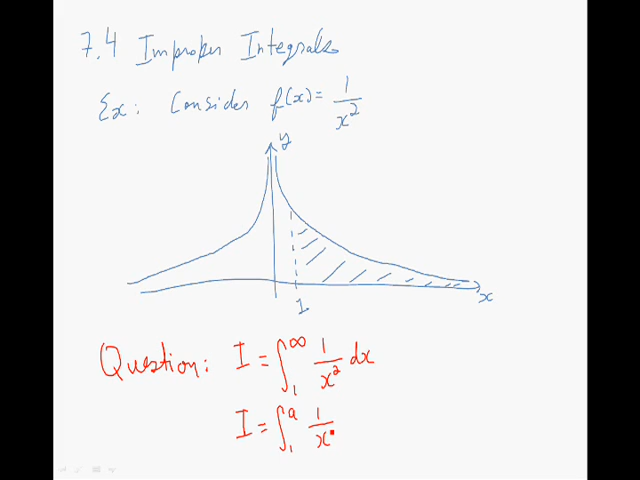 7.4 Improper Integrals
Ex: Consider f(x) = 1/x²
y
x
1
Question: I = ∫₁^∞ 1/x² dx
I = ∫₁^a 1/x